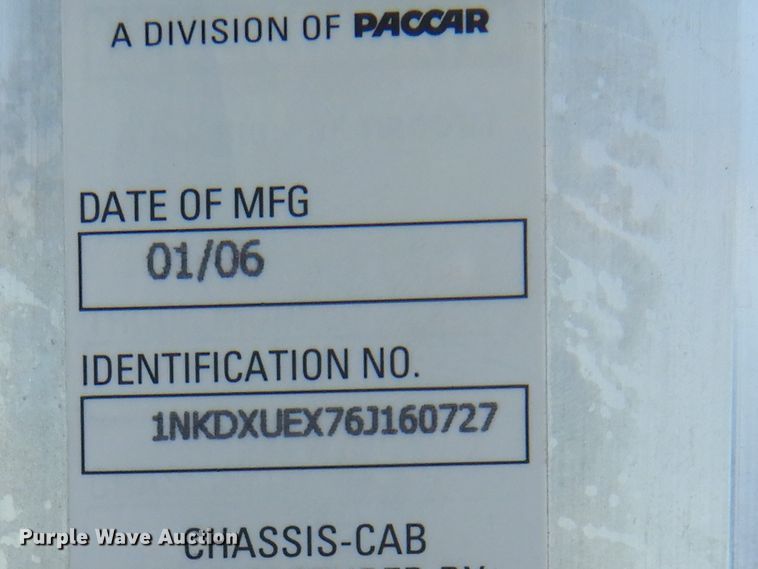 A DIVISION OF PACCAR
DATE OF MFG
01/06
IDENTIFICATION NO.
1NKDXUEX76J160727
CHASSIS-CAB
Purple Wave Auction